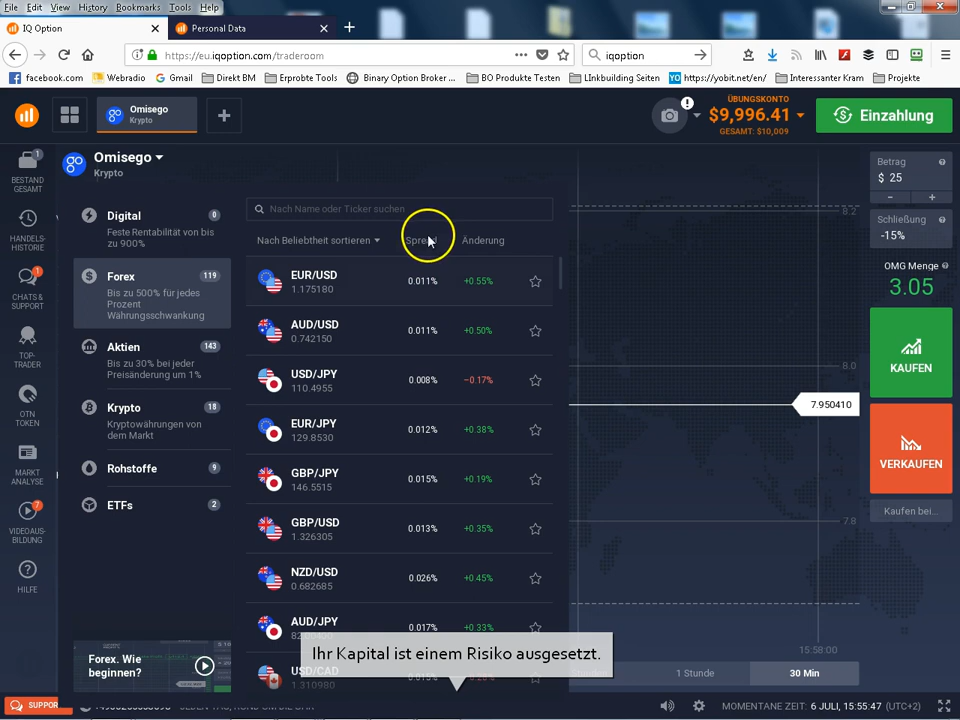 File Edit View History Bookmarks Tools Help
IQ Option
Personal Data
https://eu.iqoption.com/traderoom
iqoption
facebook.com
Webradio
Gmail
Direkt BM
Erprobte Tools
Binary Option Broker ...
BO Produkte Testen
LInkbuilding Seiten
https://yobit.net/en/
Interessanter Kram
Projekte
Omisego
Krypto
ÜBUNGSKONTO
$9,996.41
GESAMT: $10,009
Einzahlung
1
BESTAND
GESAMT
HANDELS-
HISTORIE
1
CHATS &
SUPPORT
TOP-
TRADER
OTN
TOKEN
MARKT
ANALYSE
7
VIDEOAUS-
BILDUNG
HILFE
Omisego
Krypto
Digital 0
Feste Rentabilität von bis
zu 900%
Forex 119
Bis zu 500% für jedes
Prozent
Währungsschwankung
Aktien 143
Bis zu 30% bei jeder
Preisänderung um 1%
Krypto 18
Kryptowährungen von
dem Markt
Rohstoffe 9
ETFs 2
Forex. Wie
beginnen?
Nach Name oder Ticker suchen
Nach Beliebtheit sortieren Spread Änderung
EUR/USD
1.175180
0.011% +0.55%
AUD/USD
0.742150
0.011% +0.50%
USD/JPY
110.4955
0.008% −0.17%
EUR/JPY
129.8530
0.012% +0.38%
GBP/JPY
146.5515
0.015% +0.19%
GBP/USD
1.326305
0.013% +0.35%
NZD/USD
0.682685
0.026% +0.45%
AUD/JPY
0.017% +0.33%
USD/CAD
1.310980
Ihr Kapital ist einem Risiko ausgesetzt.
8.2
8.0
7.950410
7.8
15:58:00
1 Stunde
30 Min
Betrag
$ 25
- +
Schließung
-15%
OMG Menge
3.05
KAUFEN
VERKAUFEN
Kaufen bei...
MOMENTANE ZEIT: 6 JULI, 15:55:47 (UTC+2)